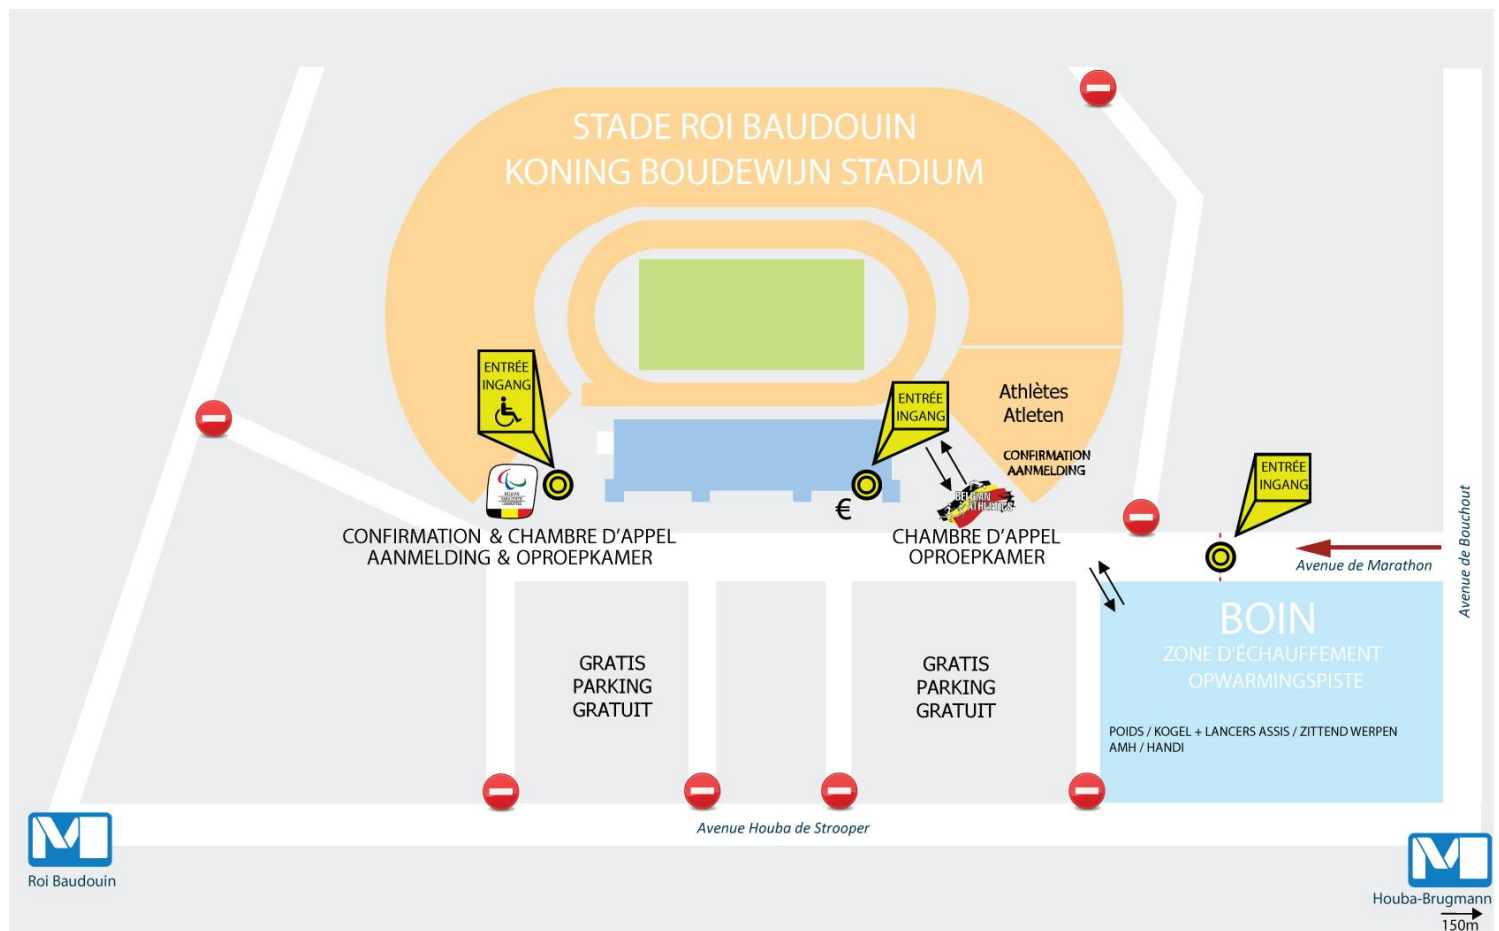 STADE ROI BAUDOUIN
KONING BOUDEWIJN STADIUM
ENTRÉE
INGANG
ENTRÉE
INGANG
Athlètes
Atleten
CONFIRMATION
AANMELDING
ENTRÉE
INGANG
BELGIAN
ATHLETICS
€
CONFIRMATION & CHAMBRE D'APPEL
AANMELDING & OPROEPKAMER
CHAMBRE D'APPEL
OPROEPKAMER
Avenue de Marathon
Avenue de Bouchout
BOIN
ZONE D'ÉCHAUFFEMENT
OPWARMINGSPISTE
POIDS / KOGEL + LANCERS ASSIS / ZITTEND WERPEN
AMH / HANDI
GRATIS
PARKING
GRATUIT
GRATIS
PARKING
GRATUIT
Avenue Houba de Strooper
M
Roi Baudouin
M
Houba-Brugmann
150m